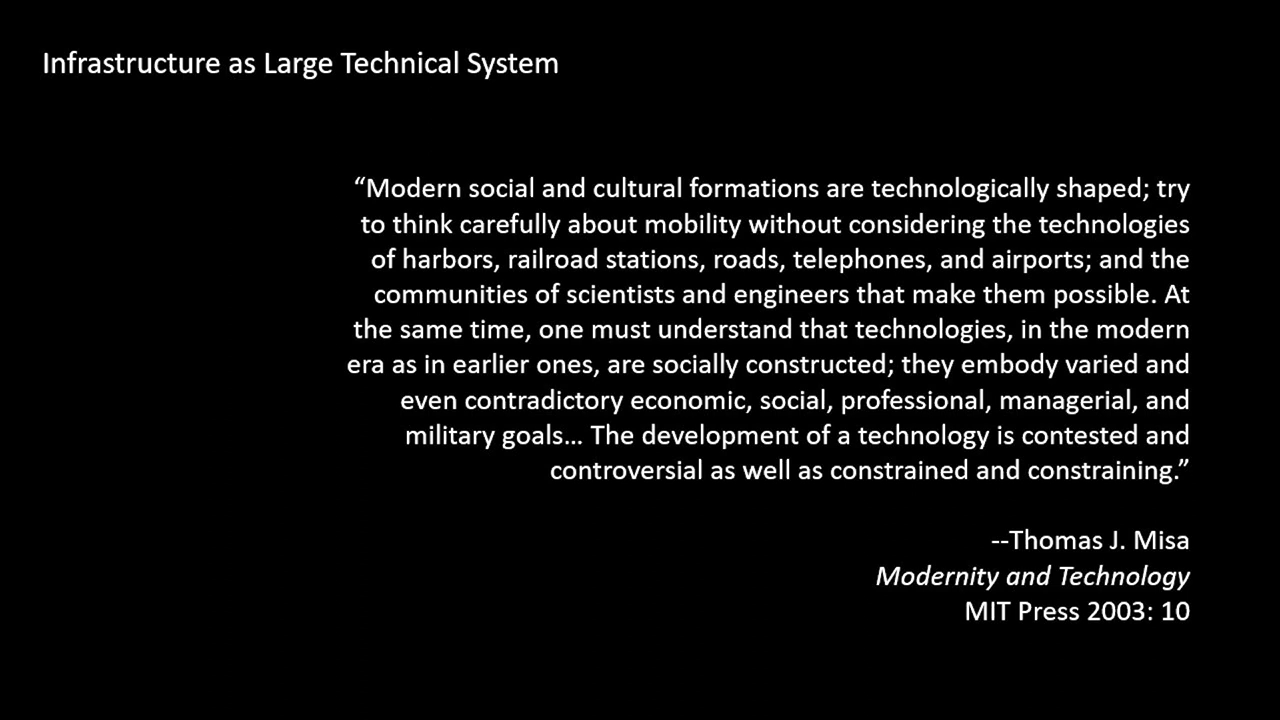 Infrastructure as Large Technical System
“Modern social and cultural formations are technologically shaped; try
to think carefully about mobility without considering the technologies
of harbors, railroad stations, roads, telephones, and airports; and the
communities of scientists and engineers that make them possible. At
the same time, one must understand that technologies, in the modern
era as in earlier ones, are socially constructed; they embody varied and
even contradictory economic, social, professional, managerial, and
military goals… The development of a technology is contested and
controversial as well as constrained and constraining.”
--Thomas J. Misa
Modernity and Technology
MIT Press 2003: 10